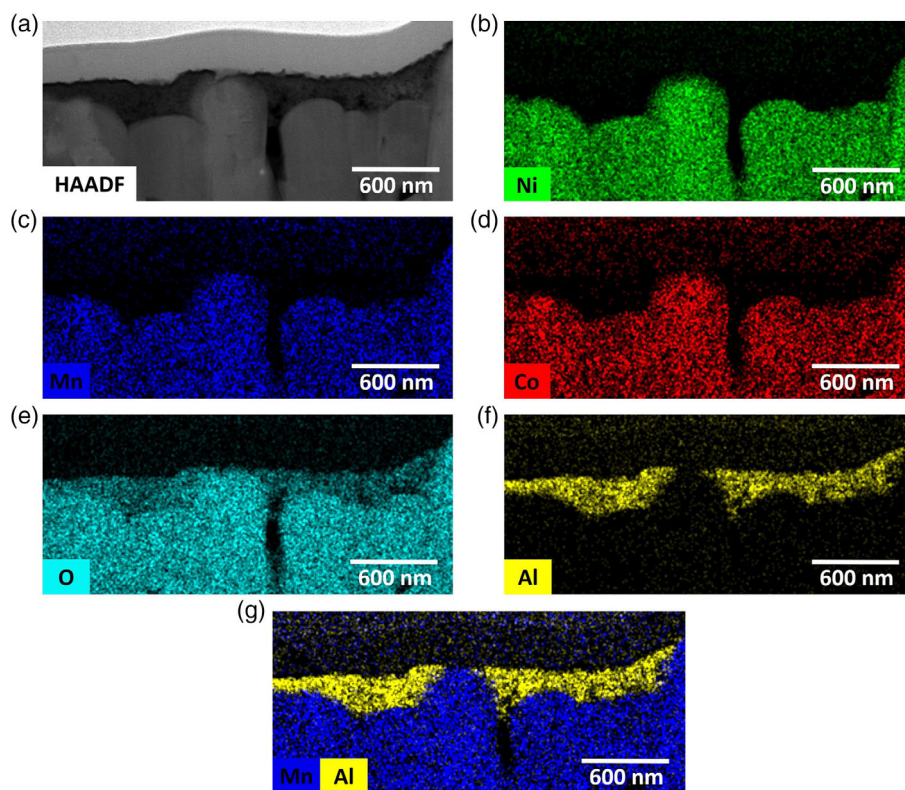 (a)
HAADF
600 nm
(b)
Ni
600 nm
(c)
Mn
600 nm
(d)
Co
600 nm
(e)
O
600 nm
(f)
Al
600 nm
(g)
Mn Al
600 nm